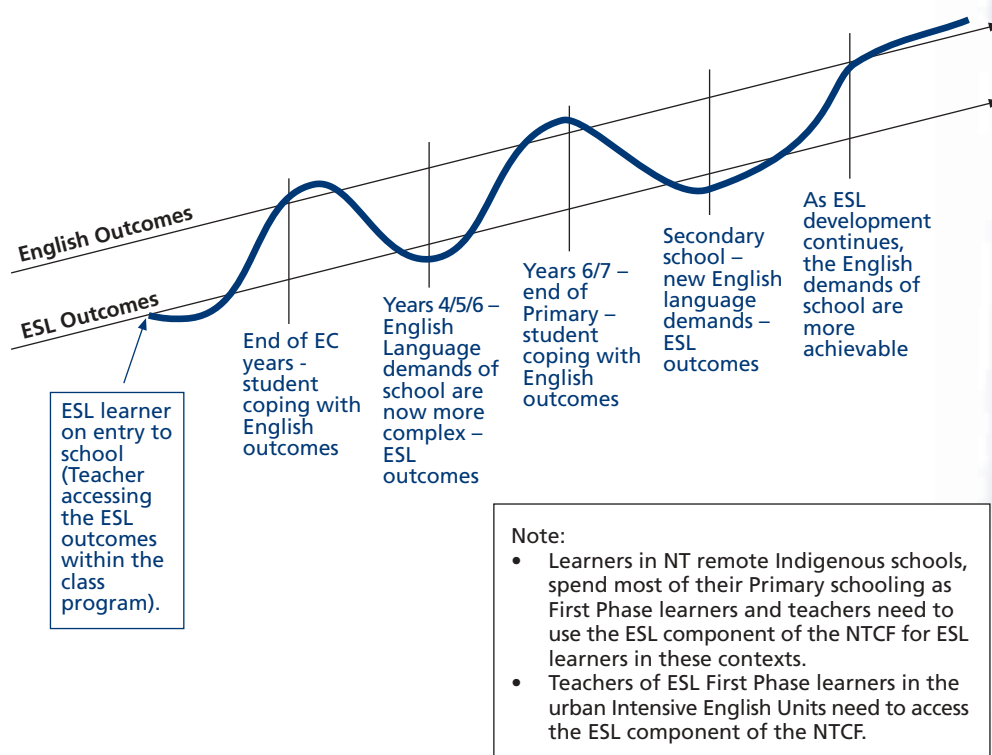 English Outcomes
ESL Outcomes
ESL learner
on entry to
school
(Teacher
accessing
the ESL
outcomes
within the
class
program).
End of EC
years -
student
coping with
English
outcomes
Years 4/5/6 –
English
Language
demands of
school are
now more
complex –
ESL
outcomes
Years 6/7 –
end of
Primary –
student
coping with
English
outcomes
Secondary
school –
new English
language
demands –
ESL
outcomes
As ESL
development
continues,
the English
demands of
school are
more
achievable
Note:
• Learners in NT remote Indigenous schools,
spend most of their Primary schooling as
First Phase learners and teachers need to
use the ESL component of the NTCF for ESL
learners in these contexts.
• Teachers of ESL First Phase learners in the
urban Intensive English Units need to access
the ESL component of the NTCF.